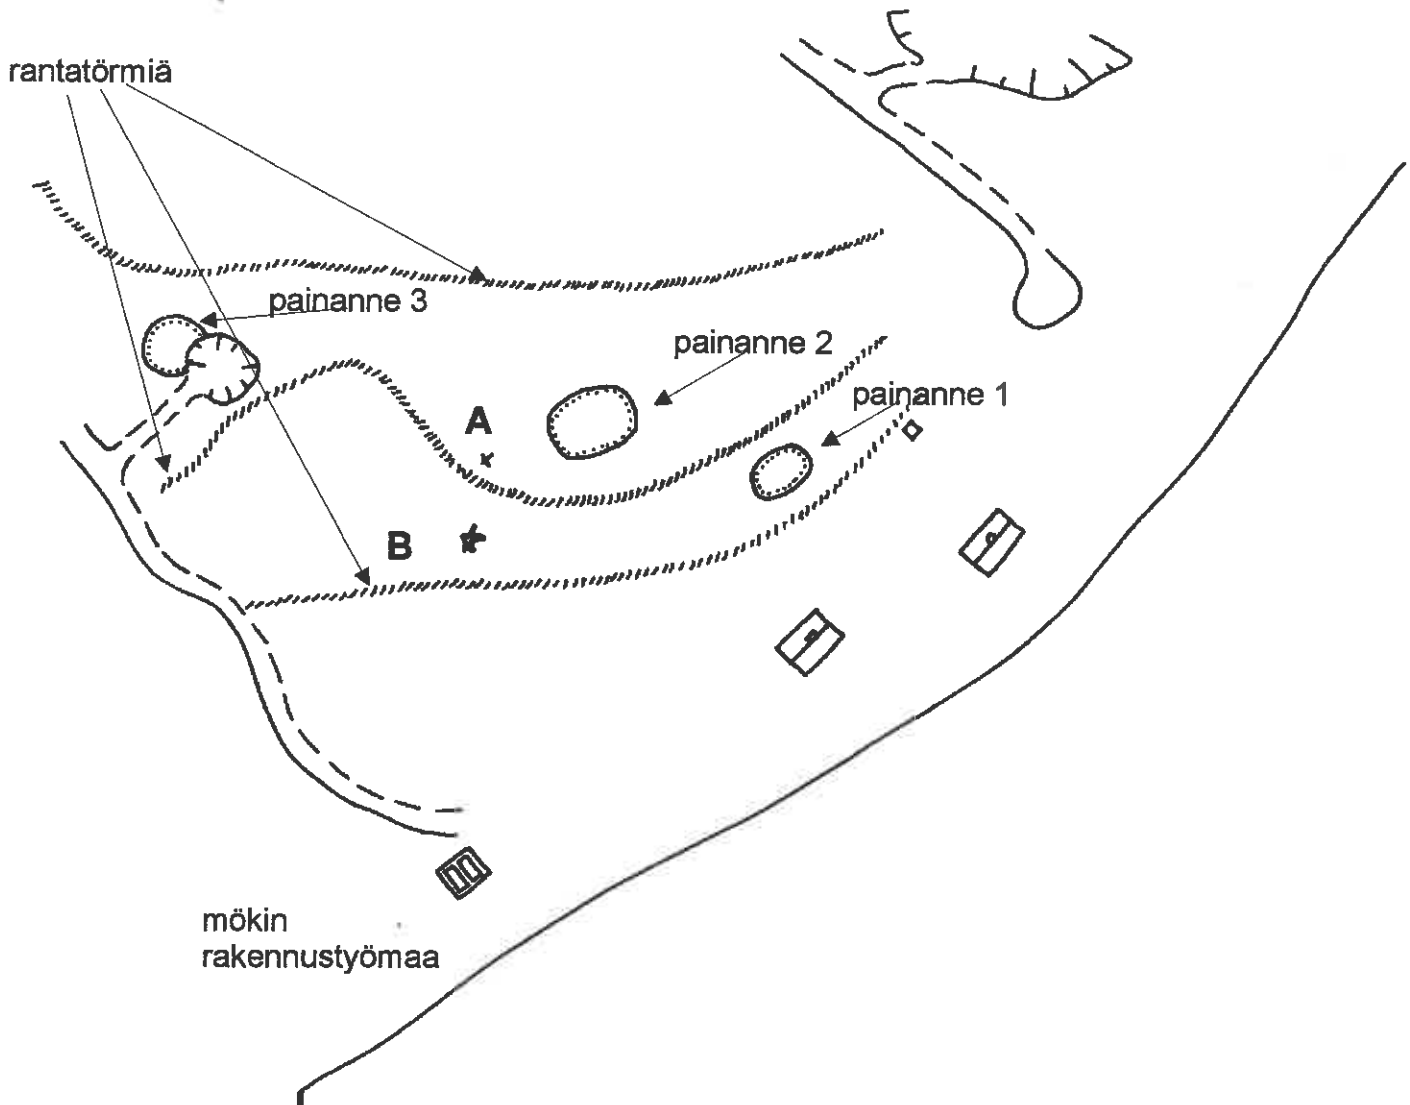 rantatörmiä
painanne 3
painanne 2
painanne 1
A
B
mökin
rakennustyömaa